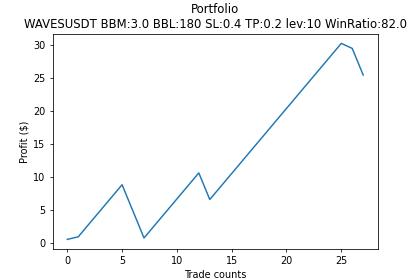 Portfolio
WAVESUSDT BBM:3.0 BBL:180 SL:0.4 TP:0.2 lev:10 WinRatio:82.0
30
25
20
15
10
5
0
Profit ($)
0 5 10 15 20 25
Trade counts